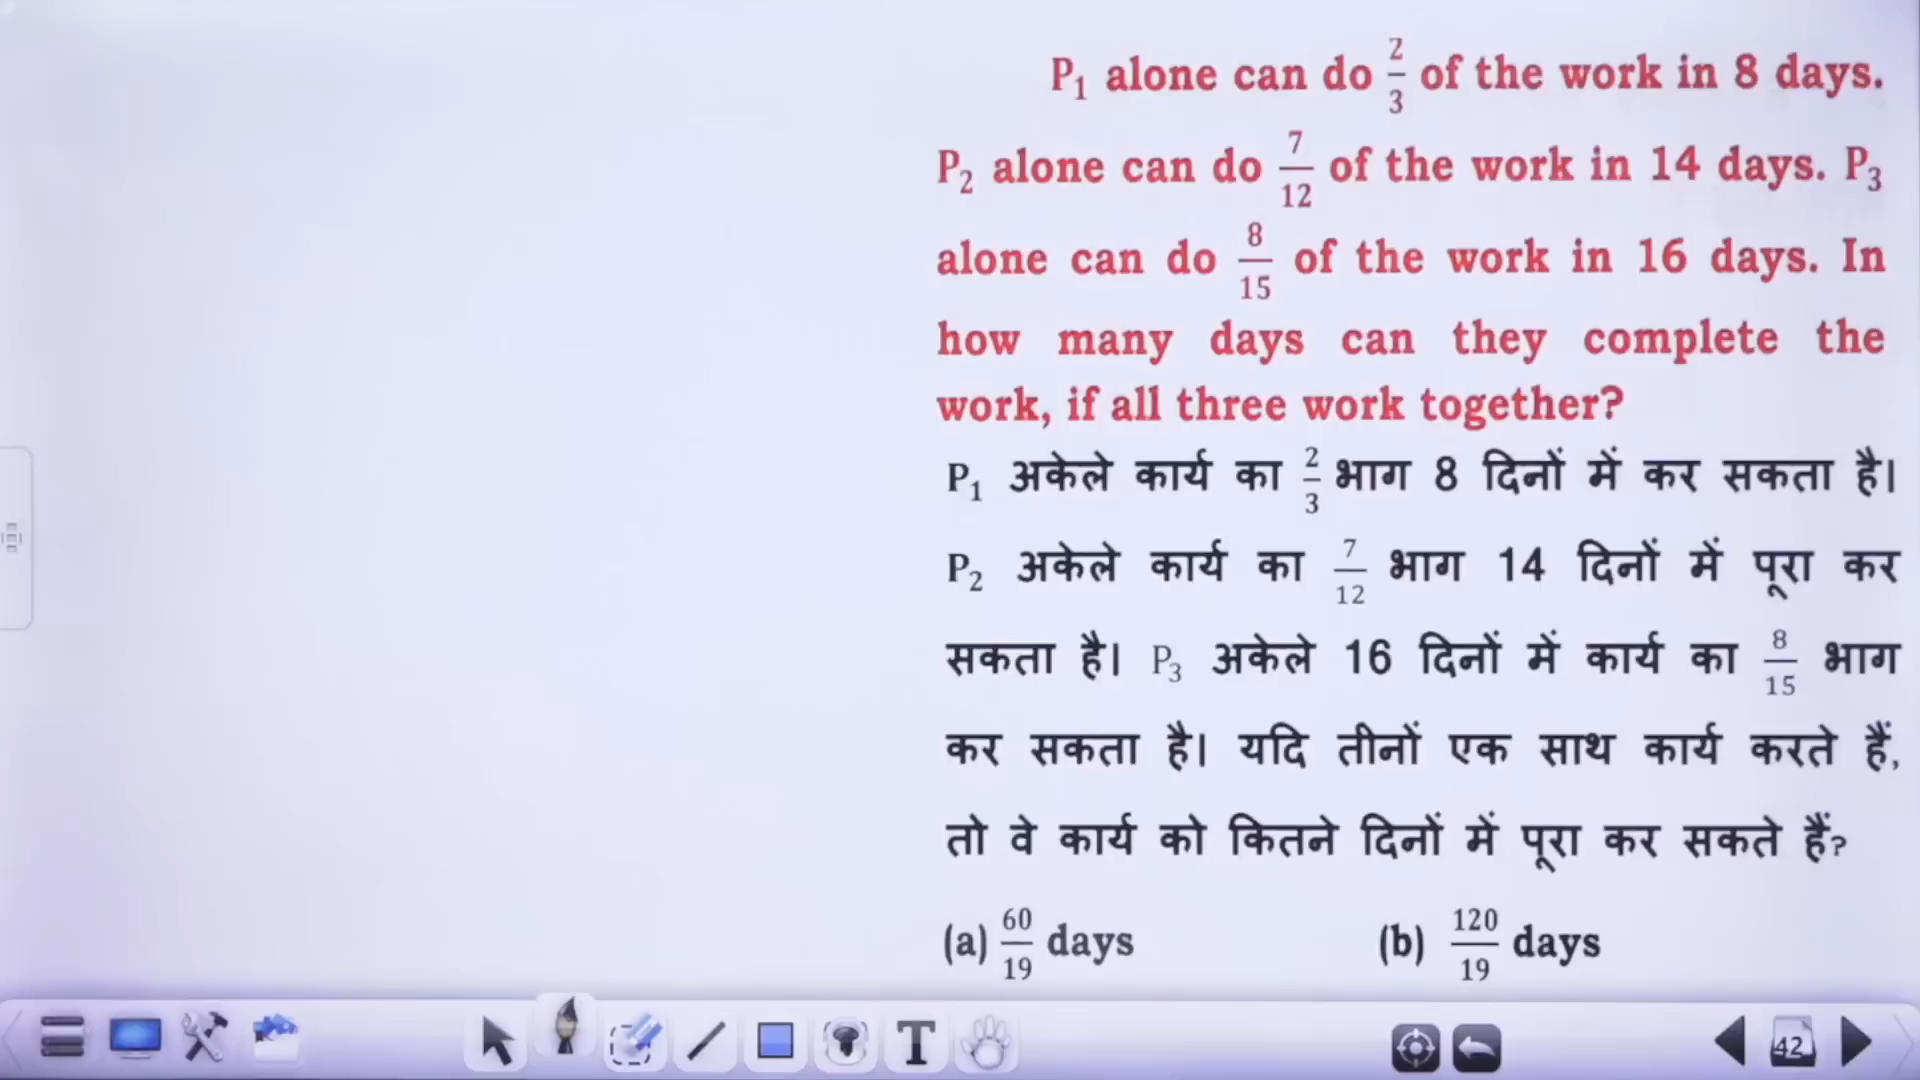 P₁ alone can do 2/3 of the work in 8 days.
P₂ alone can do 7/12 of the work in 14 days. P₃
alone can do 8/15 of the work in 16 days. In
how many days can they complete the
work, if all three work together?
P₁ अकेले कार्य का 2/3 भाग 8 दिनों में कर सकता है।
P₂ अकेले कार्य का 7/12 भाग 14 दिनों में पूरा कर
सकता है। P₃ अकेले 16 दिनों में कार्य का 8/15 भाग
कर सकता है। यदि तीनों एक साथ कार्य करते हैं,
तो वे कार्य को कितने दिनों में पूरा कर सकते हैं?
(a) 60/19 days (b) 120/19 days
T 42